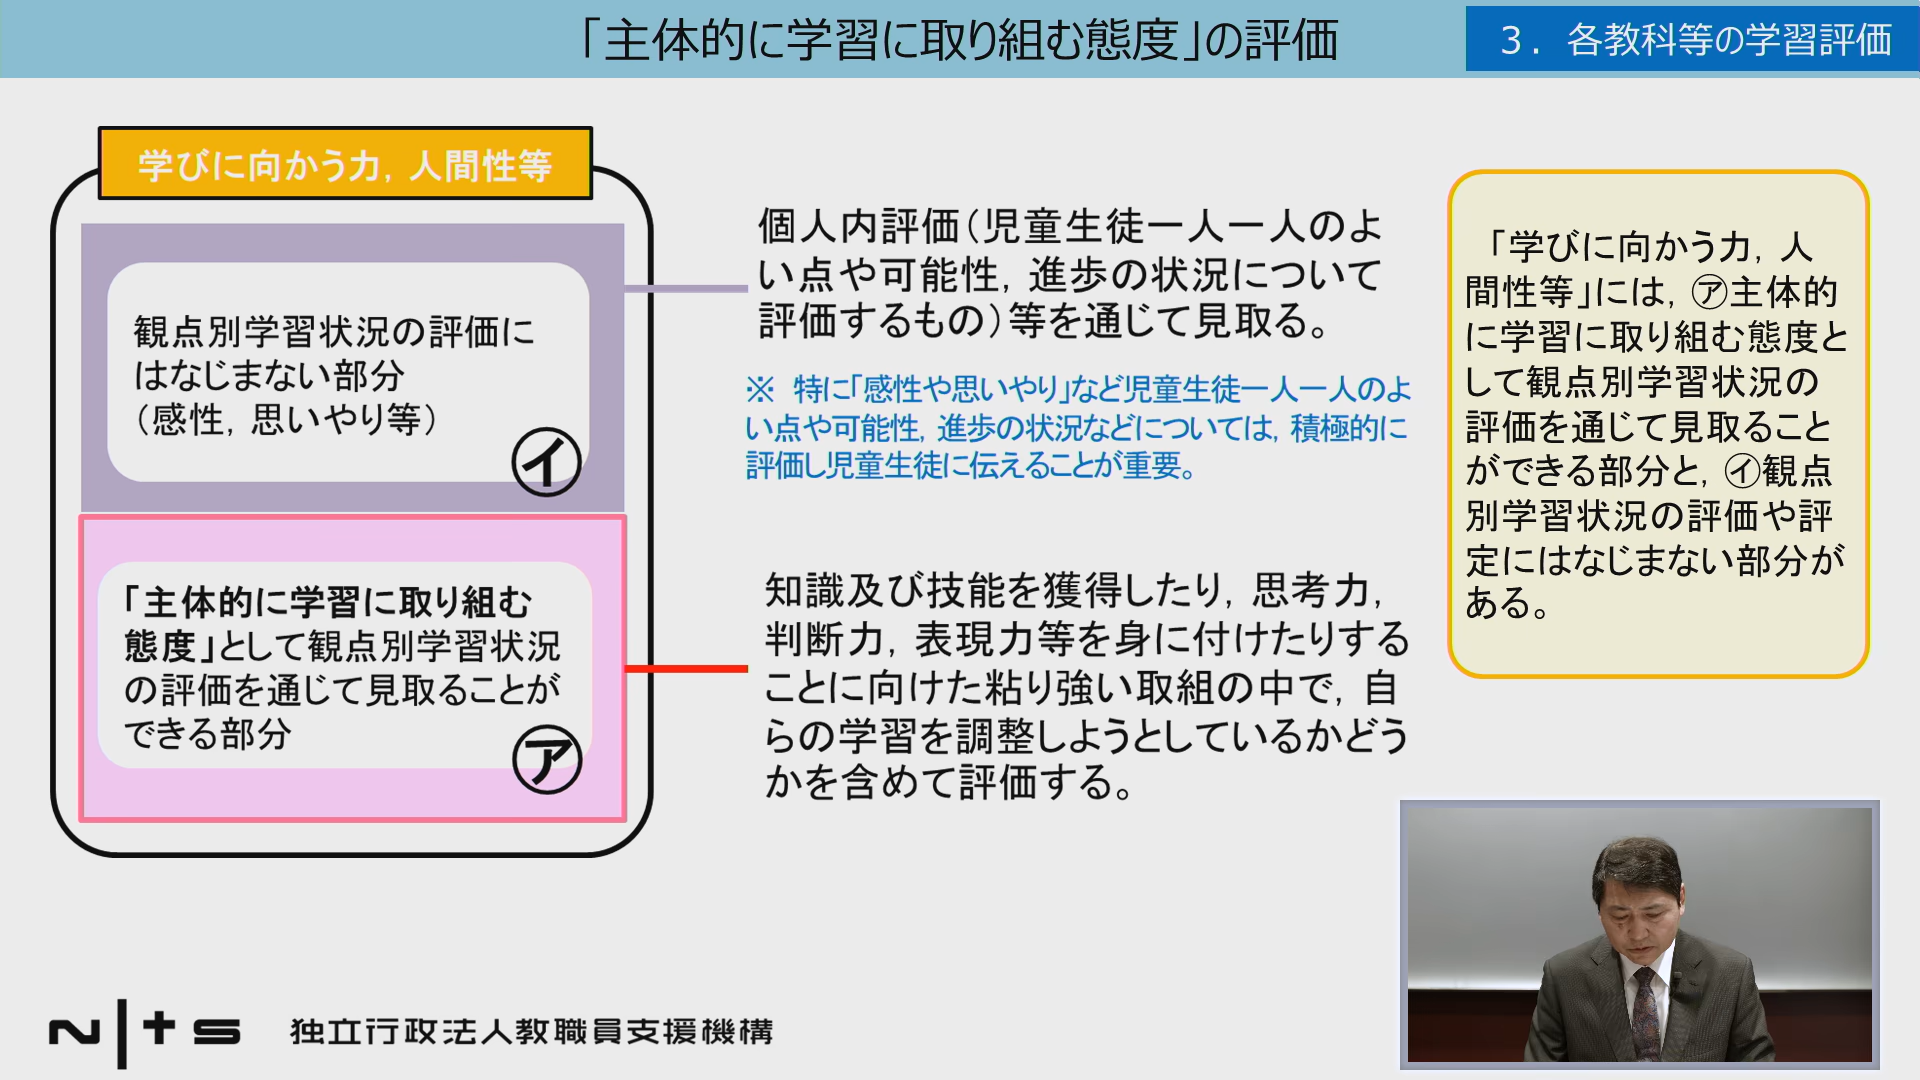 「主体的に学習に取り組む態度」の評価
３．各教科等の学習評価
学びに向かう力，人間性等
観点別学習状況の評価に
はなじまない部分
（感性，思いやり等）
㋑
「主体的に学習に取り組む
態度」として観点別学習状況
の評価を通じて見取ることが
できる部分
㋐
個人内評価（児童生徒一人一人のよ
い点や可能性，進歩の状況について
評価するもの）等を通じて見取る。
※　特に「感性や思いやり」など児童生徒一人一人のよ
い点や可能性，進歩の状況などについては，積極的に
評価し児童生徒に伝えることが重要。
知識及び技能を獲得したり，思考力，
判断力，表現力等を身に付けたりする
ことに向けた粘り強い取組の中で，自
らの学習を調整しようとしているかどう
かを含めて評価する。
「学びに向かう力，人
間性等」には，㋐主体的
に学習に取り組む態度と
して観点別学習状況の
評価を通じて見取ること
ができる部分と，㋑観点
別学習状況の評価や評
定にはなじまない部分が
ある。
N|ts 独立行政法人教職員支援機構